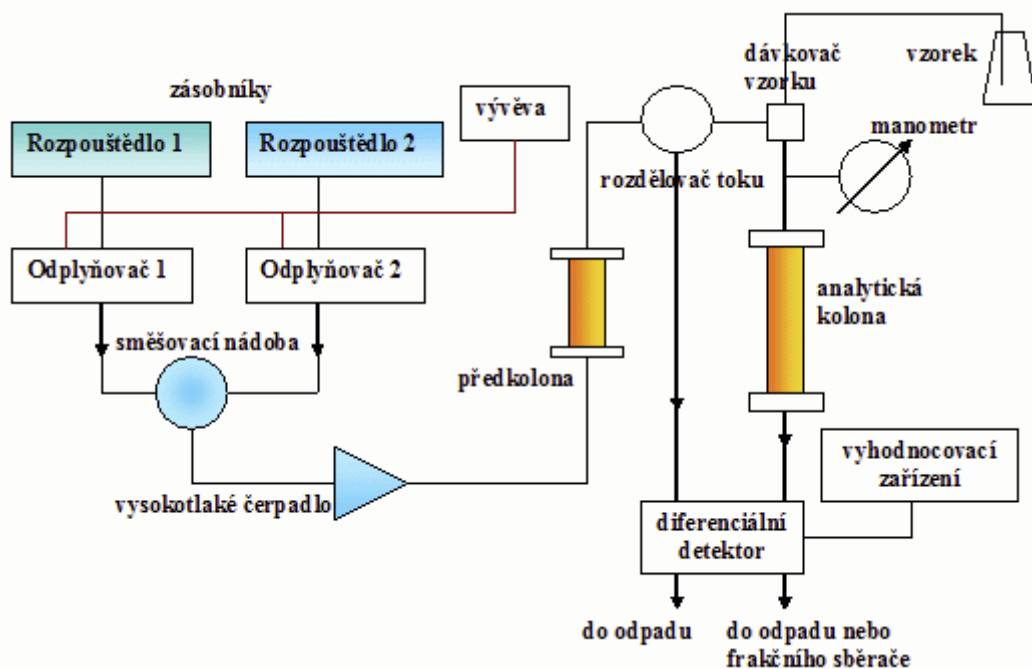 zásobníky
Rozpouštědlo 1
Rozpouštědlo 2
vývěva
dávkovač
vzorku
vzorek
manometr
rozdělovač toku
Odplyňovač 1
Odplyňovač 2
směšovací nádoba
předkolona
analytická
kolona
vysokotlaké čerpadlo
vyhodnocovací
zařízení
diferenciální
detektor
do odpadu
do odpadu nebo
frakčního sběrače